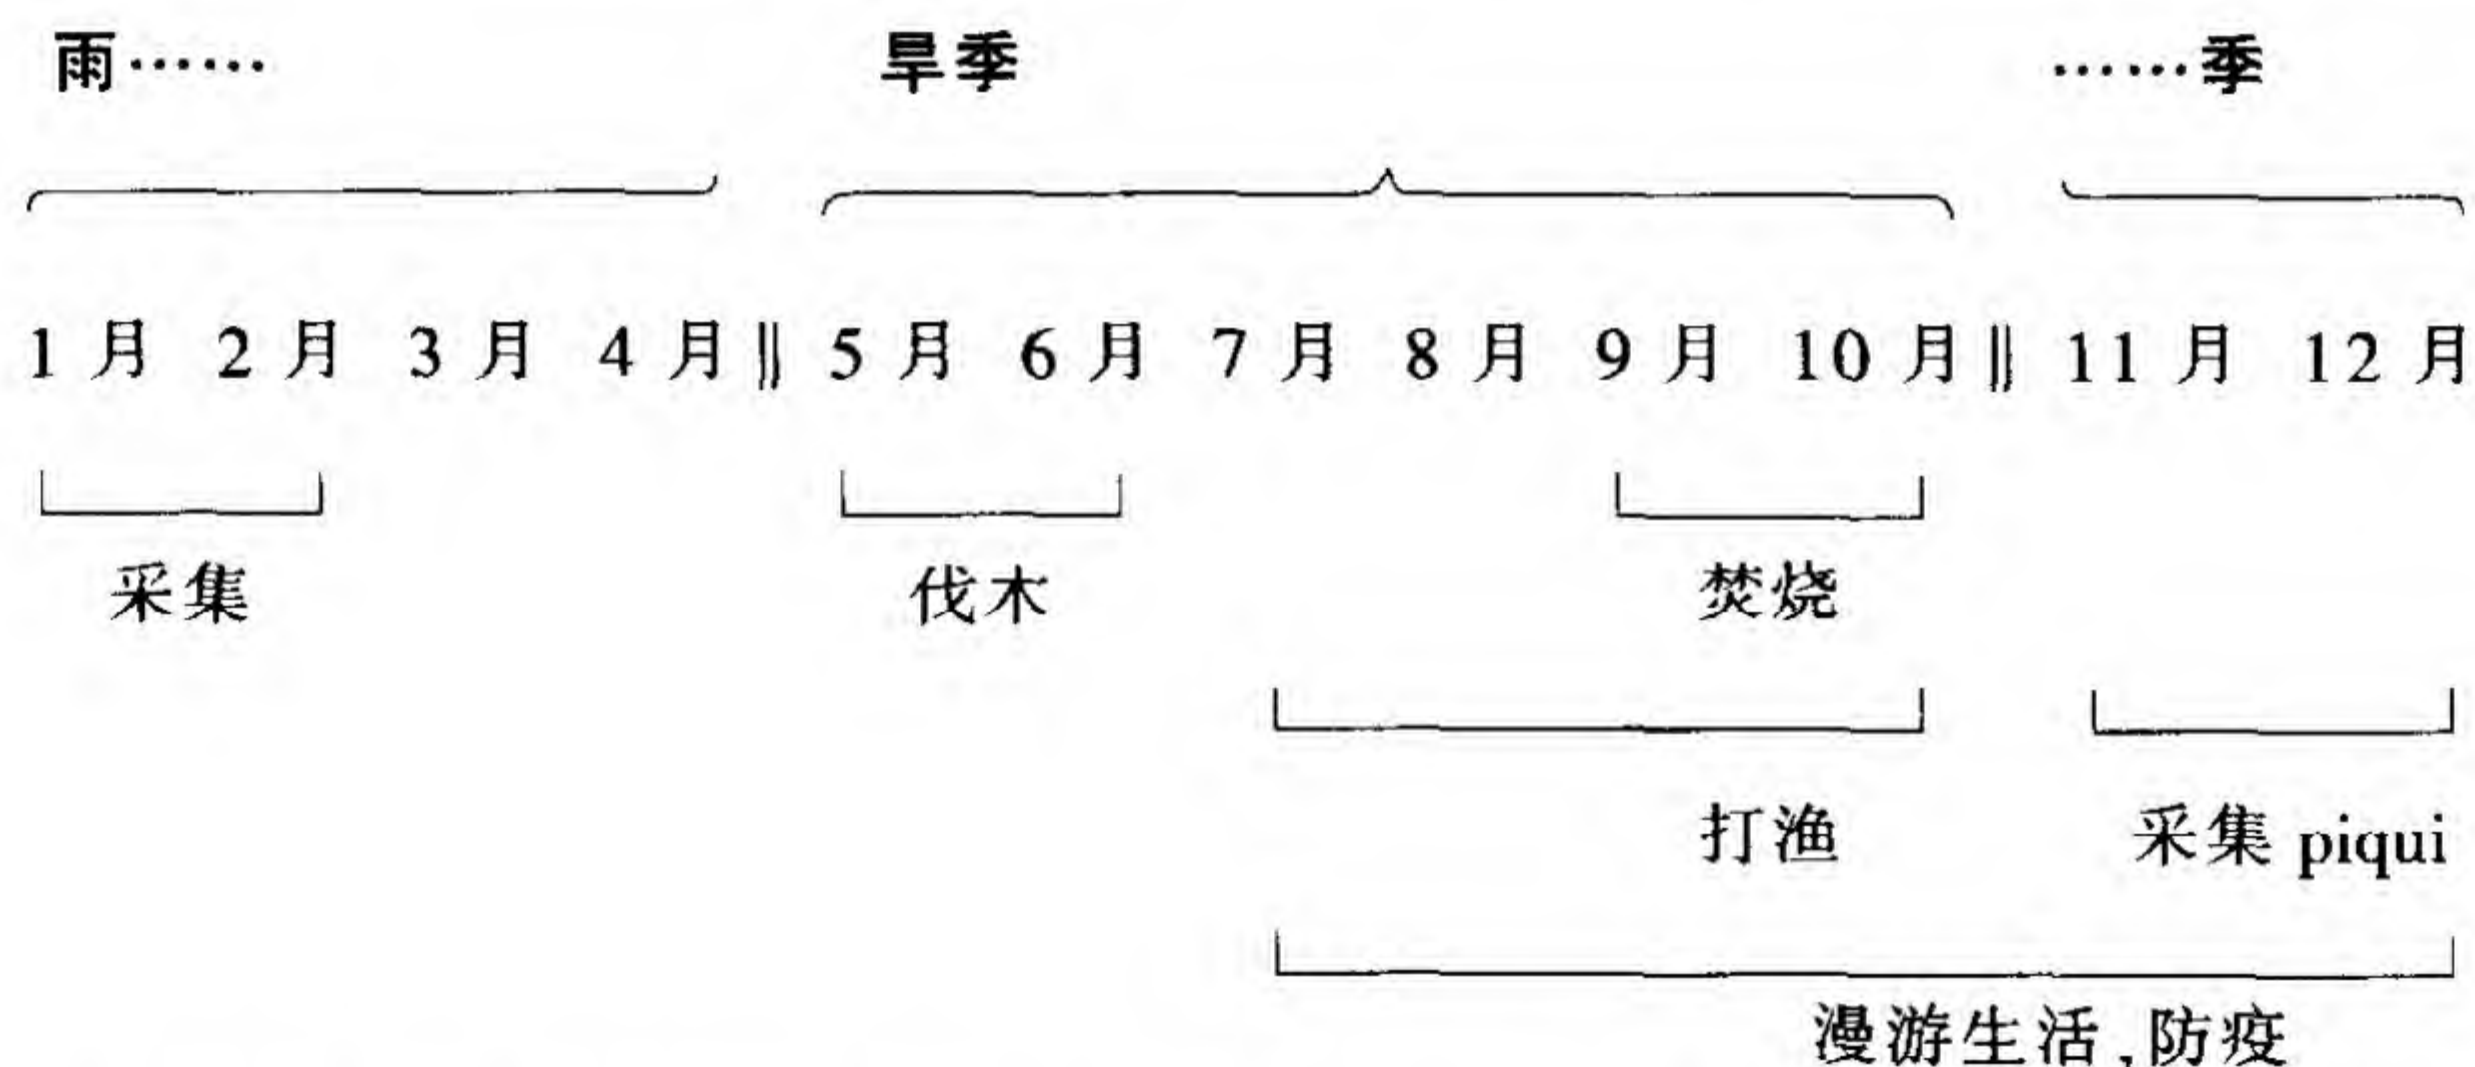 雨…… 旱季 ……季
1月 2月 3月 4月‖5月 6月 7月 8月 9月 10月‖11月 12月
采集 伐木 焚烧
打渔 采集 piqui
漫游生活,防疫